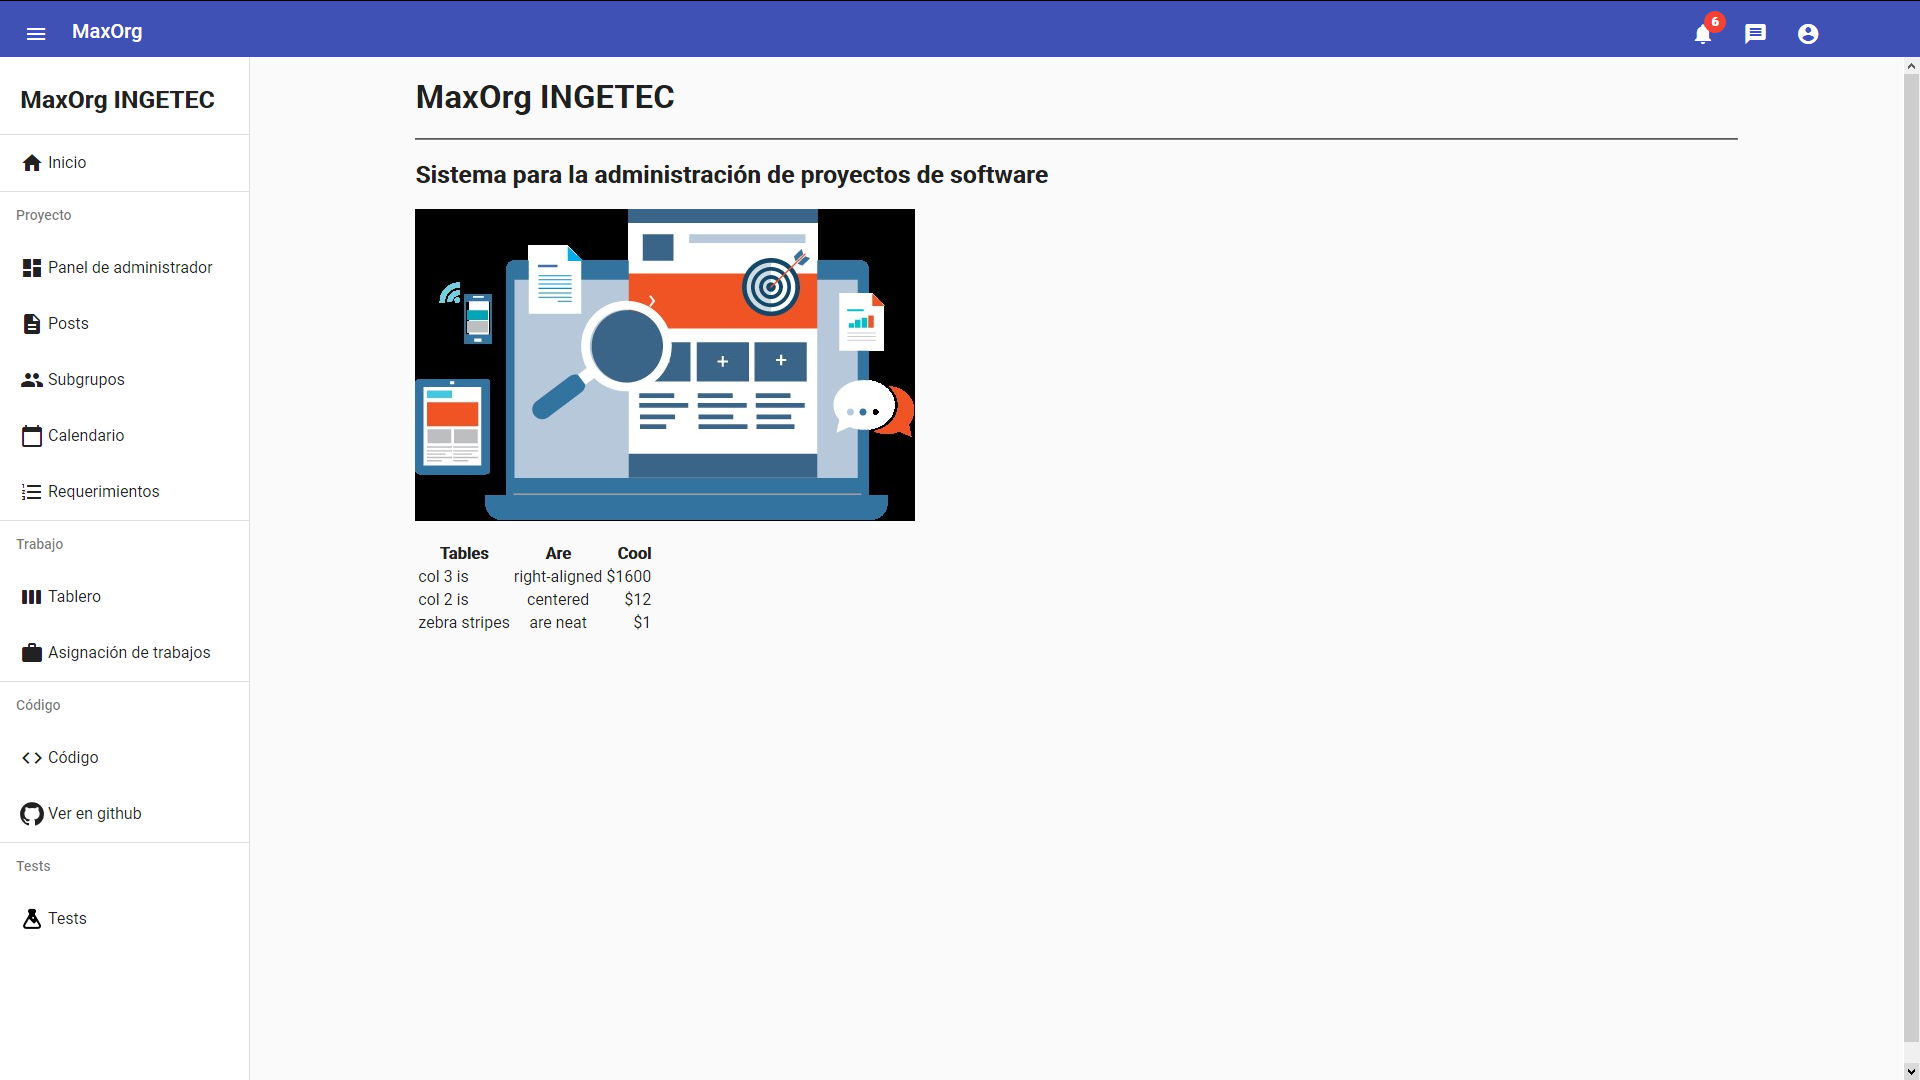 MaxOrg
6
MaxOrg INGETEC
Inicio
Proyecto
Panel de administrador
Posts
Subgrupos
Calendario
Requerimientos
Trabajo
Tablero
Asignación de trabajos
Código
Código
Ver en github
Tests
Tests
MaxOrg INGETEC
Sistema para la administración de proyectos de software
Tables Are Cool
col 3 is right-aligned $1600
col 2 is centered $12
zebra stripes are neat $1